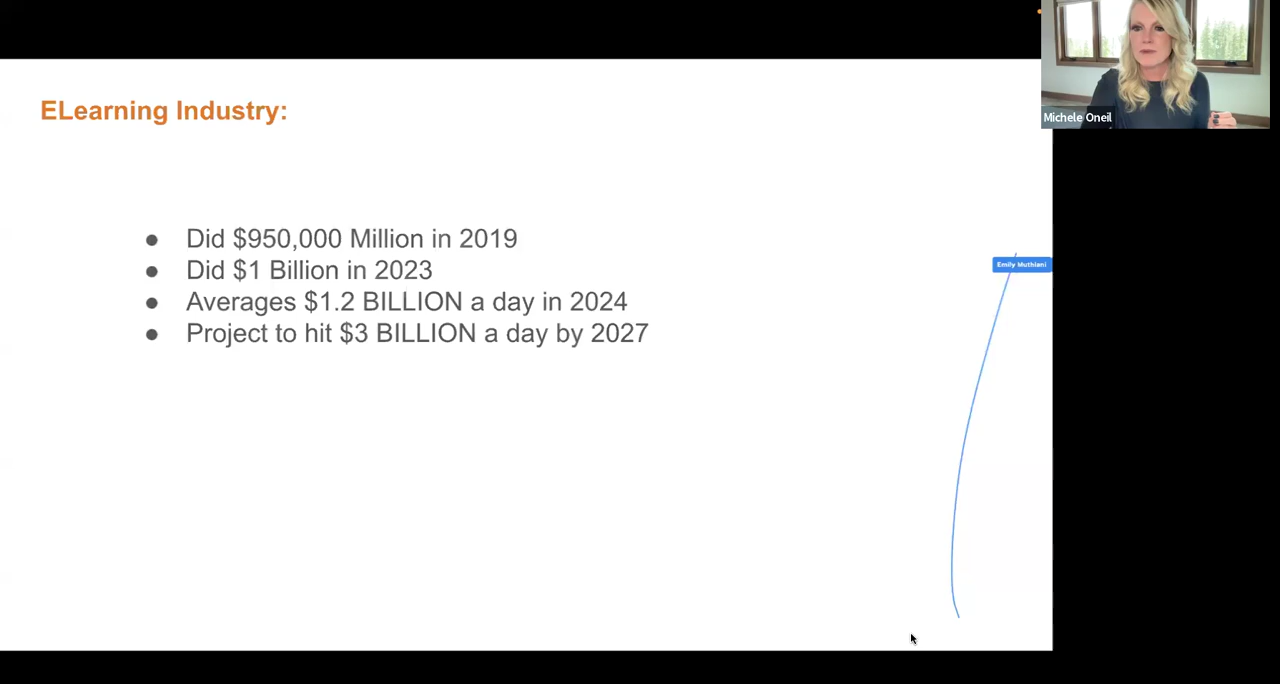 ELearning Industry:
● Did $950,000 Million in 2019
● Did $1 Billion in 2023
● Averages $1.2 BILLION a day in 2024
● Project to hit $3 BILLION a day by 2027
Emily Muthiani
Michele Oneil